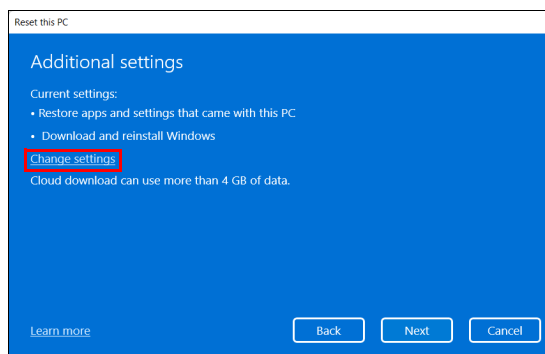 Reset this PC
Additional settings
Current settings:
• Restore apps and settings that came with this PC
• Download and reinstall Windows
Change settings
Cloud download can use more than 4 GB of data.
Learn more
Back
Next
Cancel